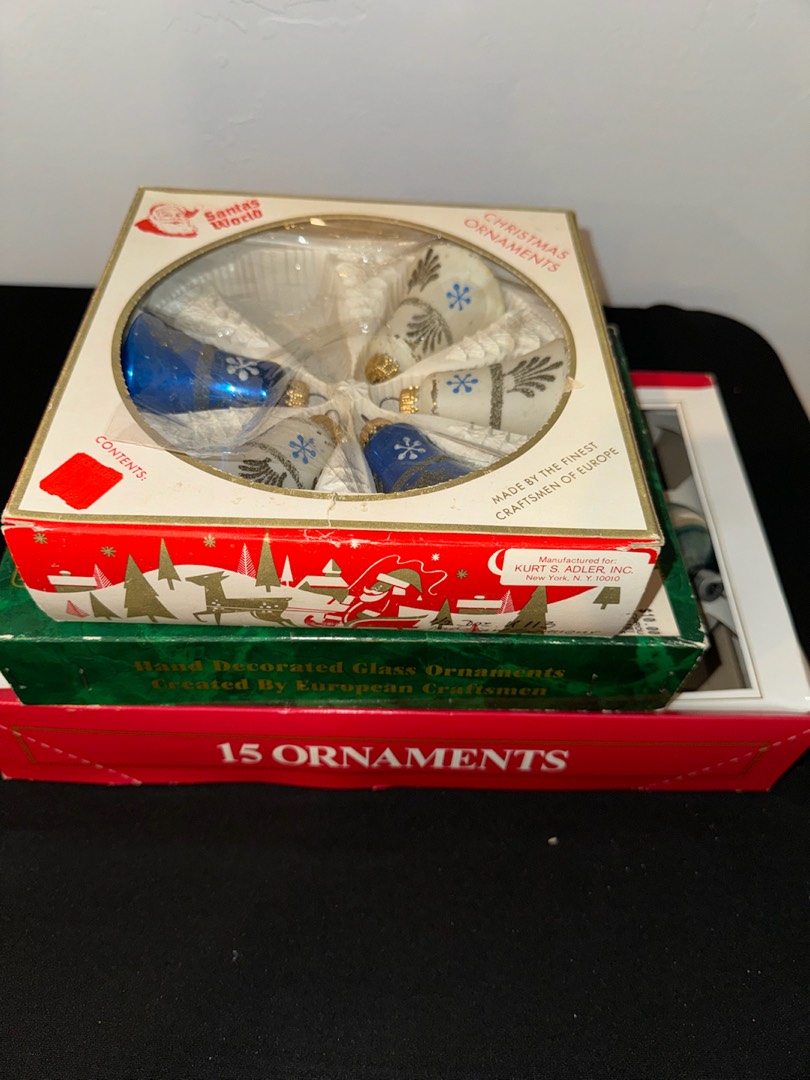 Santa's
World
CHRISTMAS
ORNAMENTS
CONTENTS:
MADE BY THE FINEST
CRAFTSMEN OF EUROPE
Manufactured for:
KURT S. ADLER, INC.
New York, N. Y. 10010
Hand Decorated Glass Ornaments
Created By European Craftsmen
15 ORNAMENTS